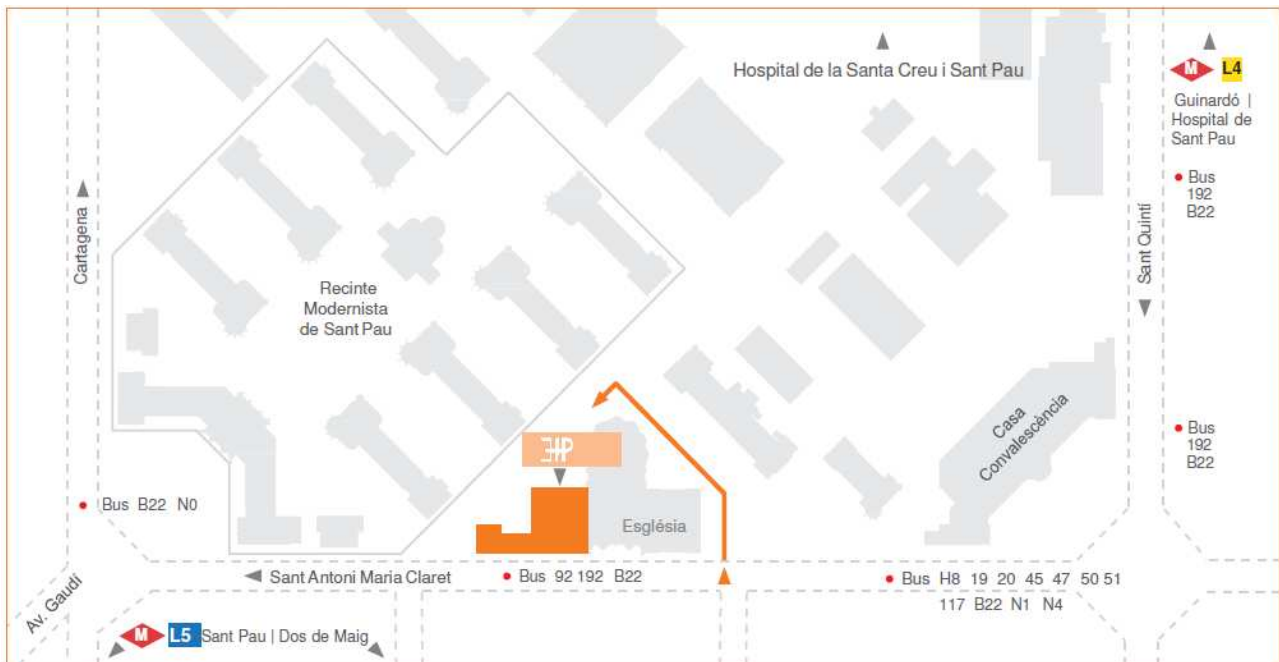 Hospital de la Santa Creu i Sant Pau
M L4
Guinardó |
Hospital de
Sant Pau
Bus
192
B22
Cartagena
Sant Quintí
Recinte
Modernista
de Sant Pau
Casa
Convalescència
Bus
192
B22
Bus B22 N0
Església
Sant Antoni Maria Claret
Bus 92 192 B22
Bus H8 19 20 45 47 50 51
117 B22 N1 N4
Av. Gaudí
M L5 Sant Pau | Dos de Maig